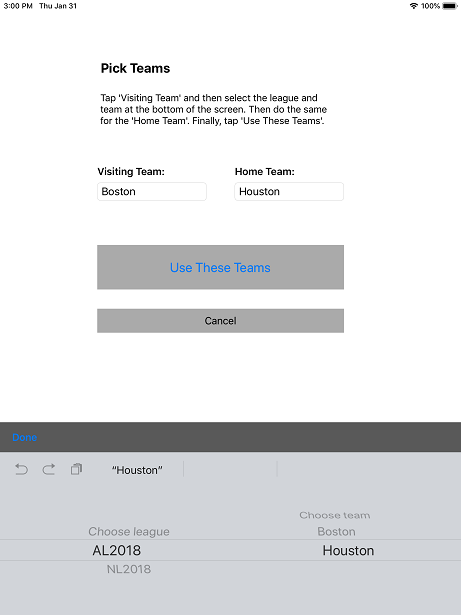 3:00 PM Thu Jan 31 100%
Pick Teams
Tap 'Visiting Team' and then select the league and
team at the bottom of the screen. Then do the same
for the 'Home Team'. Finally, tap 'Use These Teams'.
Visiting Team: Home Team:
Boston Houston
Use These Teams
Cancel
Done
“Houston”
Choose team
Choose league Boston
AL2018 Houston
NL2018